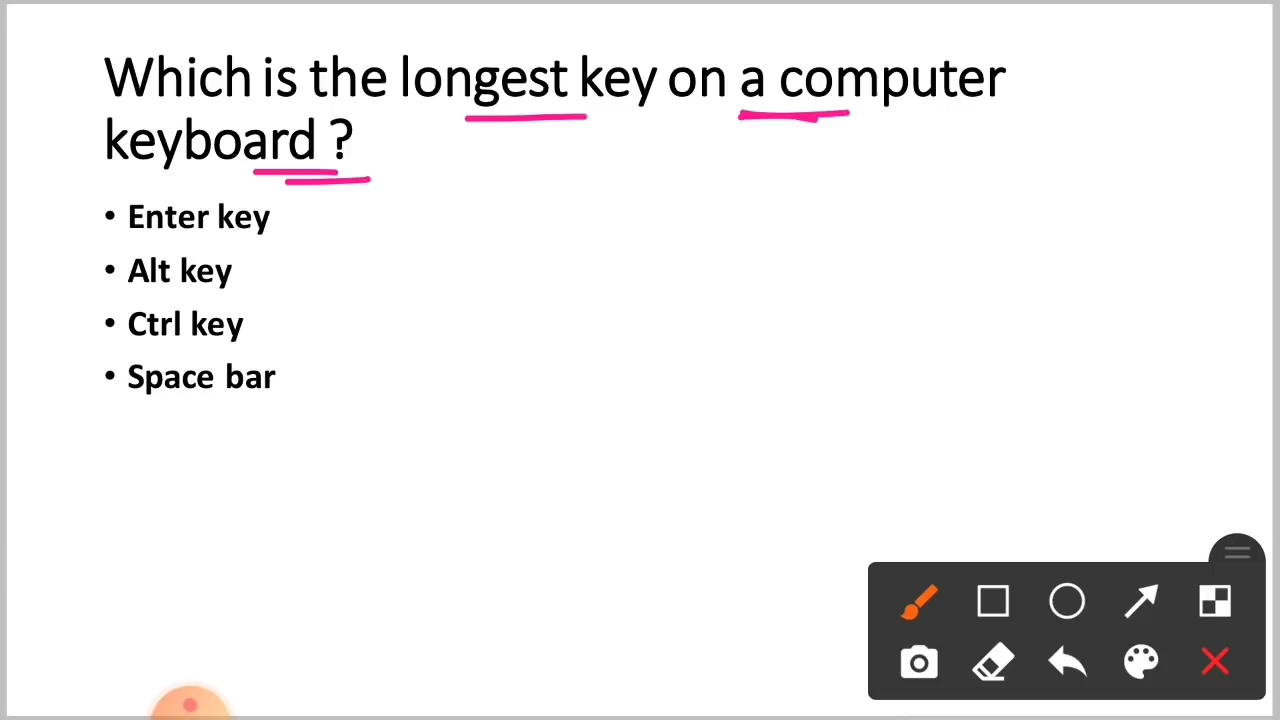 Which is the longest key on a computer
keyboard ?
• Enter key
• Alt key
• Ctrl key
• Space bar